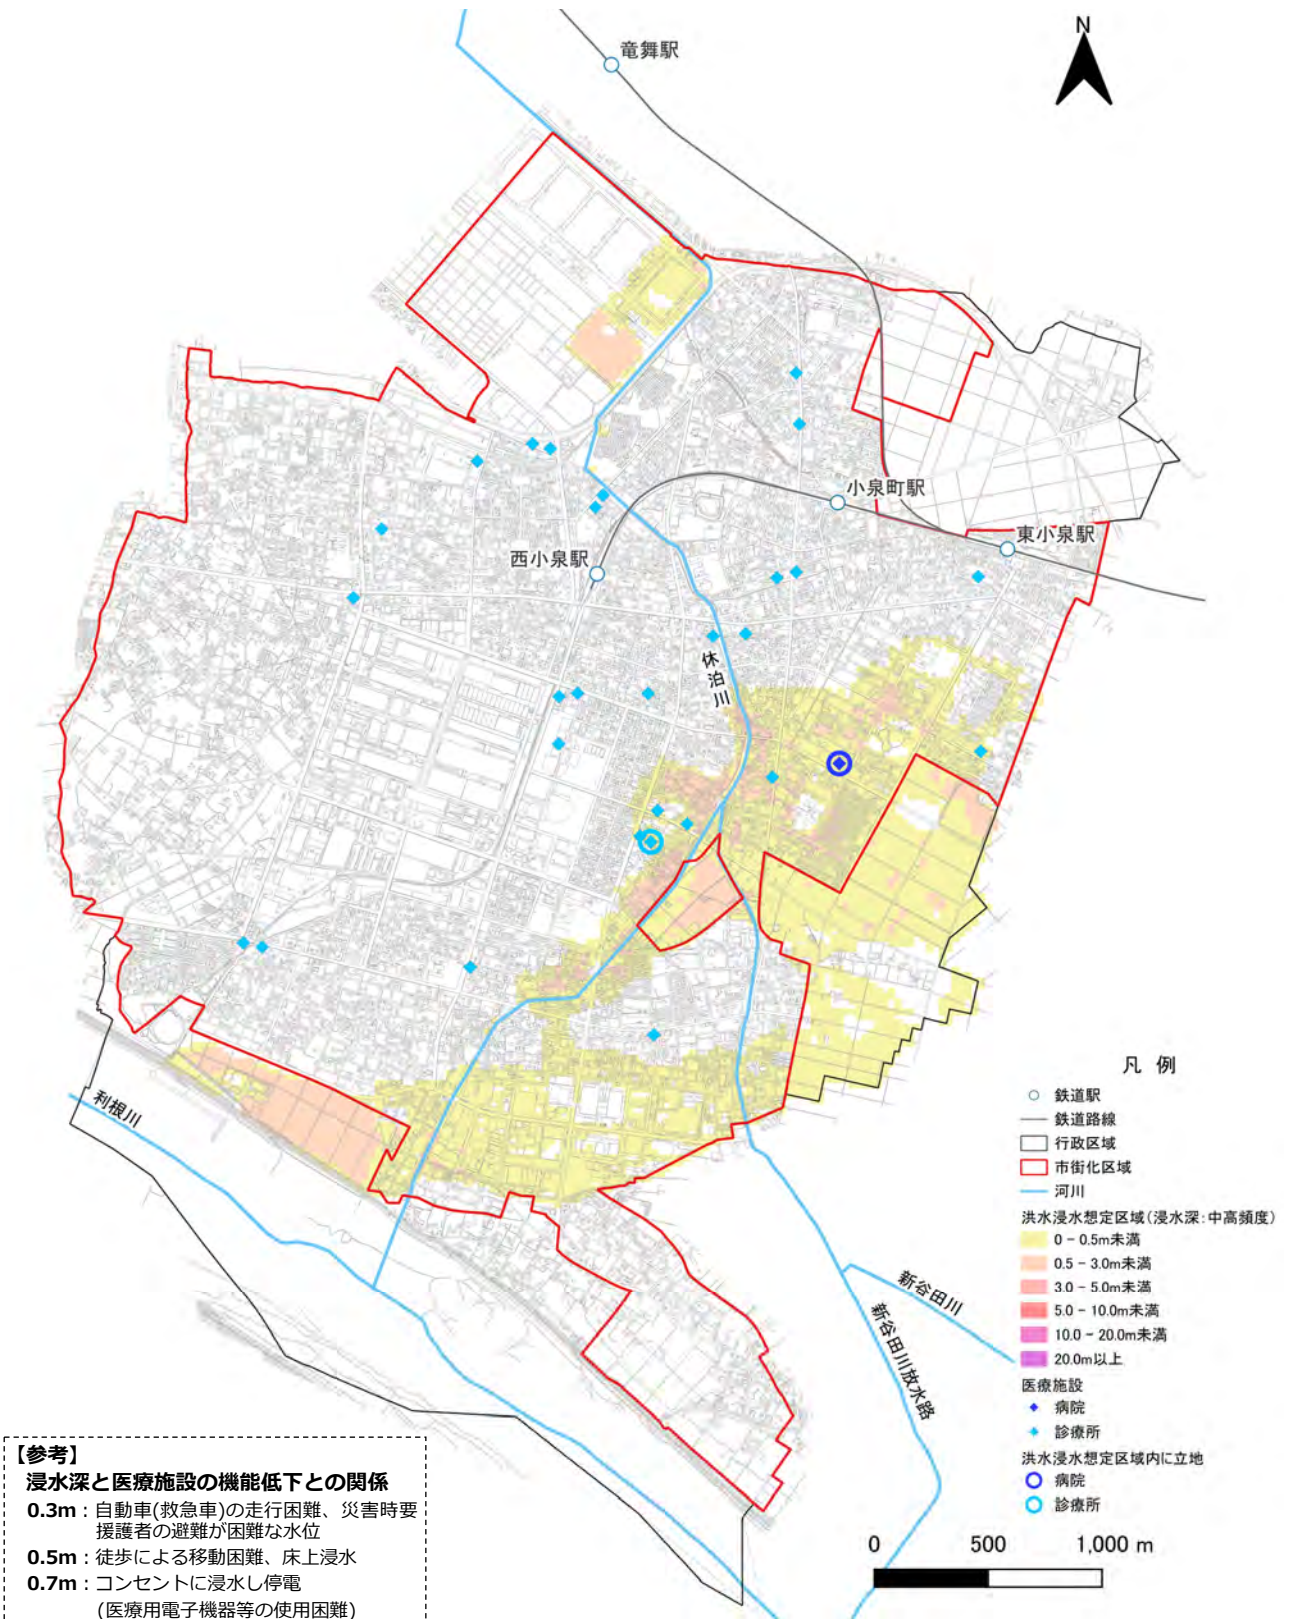 N
竜舞駅
小泉町駅
東小泉駅
西小泉駅
休泊川
利根川
新谷田川
新谷田川放水路
凡 例
鉄道駅
鉄道路線
行政区域
市街化区域
河川
洪水浸水想定区域(浸水深:中高頻度)
0 - 0.5m未満
0.5 - 3.0m未満
3.0 - 5.0m未満
5.0 - 10.0m未満
10.0 - 20.0m未満
20.0m以上
医療施設
病院
診療所
洪水浸水想定区域内に立地
病院
診療所
0 500 1,000 m
【参考】
浸水深と医療施設の機能低下との関係
0.3m：自動車(救急車)の走行困難、災害時要
援護者の避難が困難な水位
0.5m：徒歩による移動困難、床上浸水
0.7m：コンセントに浸水し停電
(医療用電子機器等の使用困難)